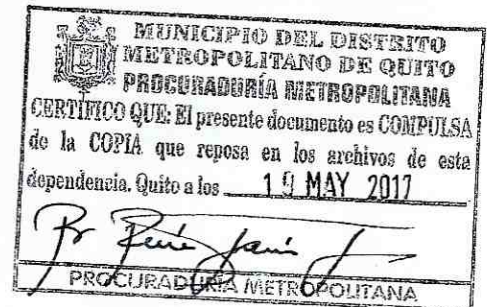 MUNICIPIO DEL DISTRITO
METROPOLITANO DE QUITO
PROCURADURÍA METROPOLITANA
CERTIFICO QUE: El presente documento es COMPULSA
de la COPIA que reposa en los archivos de esta
dependencia. Quito a los 19 MAY 2017
PROCURADURÍA METROPOLITANA